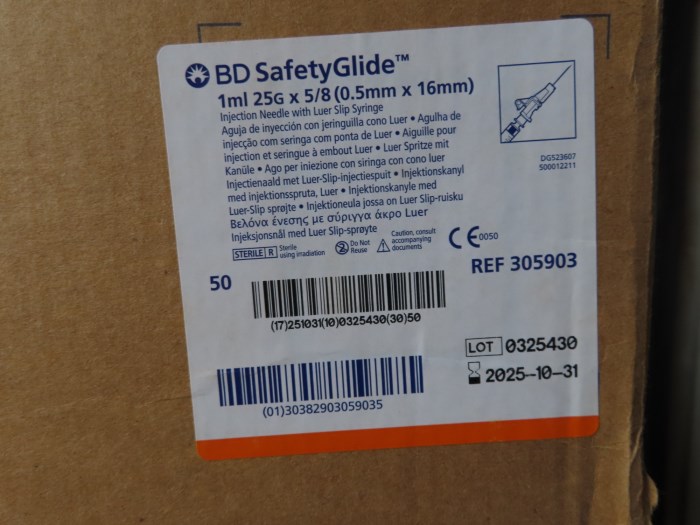 BD SafetyGlide™
1ml 25G x 5/8 (0.5mm x 16mm)
Injection Needle with Luer Slip Syringe
Aguja de inyección con jeringuilla cono Luer • Agulha de
injecção com seringa com ponta de Luer • Aiguille pour
injection et seringue à embout Luer • Luer Spritze mit
Kanüle • Ago per iniezione con siringa con cono luer
Injectienaald met Luer-Slip-injectiespuit • Injektionskanyl
med injektionsspruta, Luer • Injektionskanyle med
Luer-Slip sprøjte • Injektioneula jossa on Luer Slip-ruisku
Βελόνα ένεσης με σύριγγα άκρο Luer
Injeksjonsnål med Luer Slip-sprøyte
DG523607
500012211
STERILE R Sterile using irradiation
2 Do Not Reuse
Caution, consult accompanying documents
CE 0050
50
REF 305903
(17)251031(10)0325430(30)50
LOT 0325430
2025-10-31
(01)30382903059035